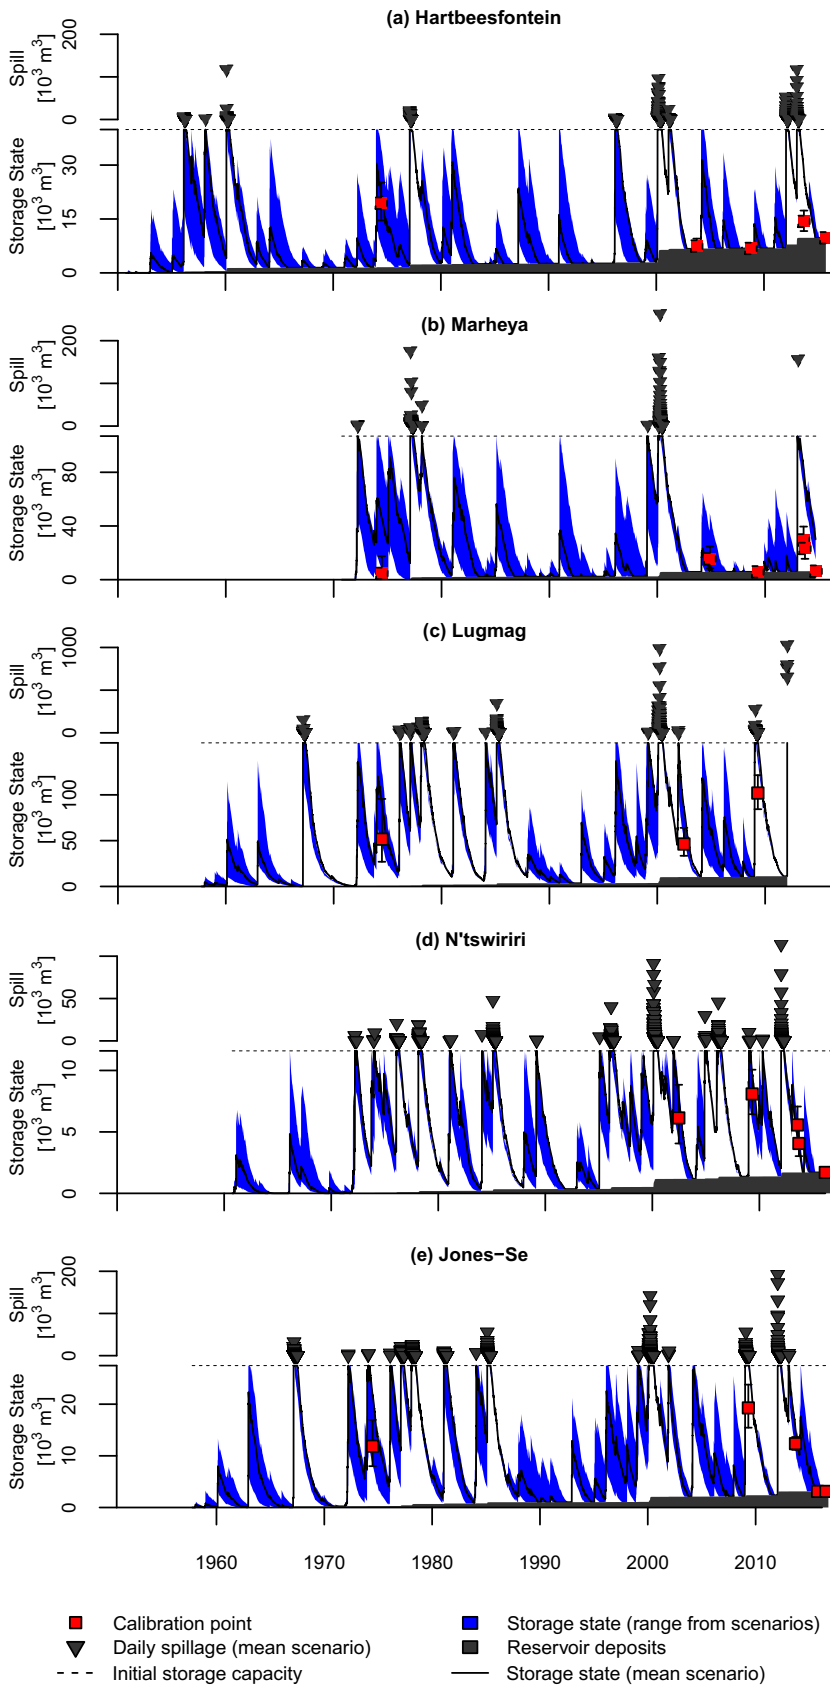 (a) Hartbeesfontein
Spill
[10³ m³]
0
200
Storage State
[10³ m³]
0
15
30
(b) Marheya
Spill
[10³ m³]
0
200
Storage State
[10³ m³]
0
40
80
(c) Lugmag
Spill
[10³ m³]
0
1000
Storage State
[10³ m³]
0
50
100
(d) N'tswiriri
Spill
[10³ m³]
0
50
Storage State
[10³ m³]
0
5
10
(e) Jones−Se
Spill
[10³ m³]
0
200
Storage State
[10³ m³]
0
10
20
1960 1970 1980 1990 2000 2010
Calibration point
Daily spillage (mean scenario)
Initial storage capacity
Storage state (range from scenarios)
Reservoir deposits
Storage state (mean scenario)